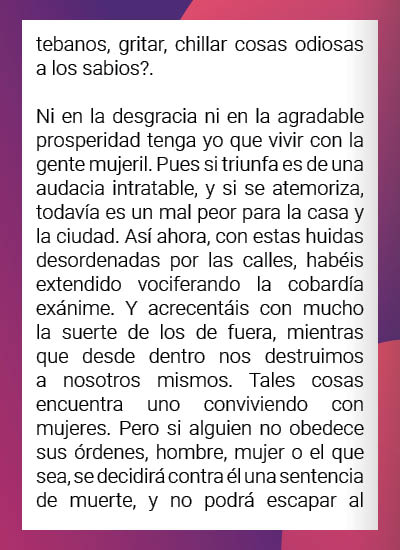 tebanos, gritar, chillar cosas odiosas
a los sabios?.
Ni en la desgracia ni en la agradable
prosperidad tenga yo que vivir con la
gente mujeril. Pues si triunfa es de una
audacia intratable, y si se atemoriza,
todavía es un mal peor para la casa y
la ciudad. Así ahora, con estas huidas
desordenadas por las calles, habéis
extendido vociferando la cobardía
exánime. Y acrecentáis con mucho
la suerte de los de fuera, mientras
que desde dentro nos destruimos
a nosotros mismos. Tales cosas
encuentra uno conviviendo con
mujeres. Pero si alguien no obedece
sus órdenes, hombre, mujer o el que
sea, se decidirá contra él una sentencia
de muerte, y no podrá escapar al